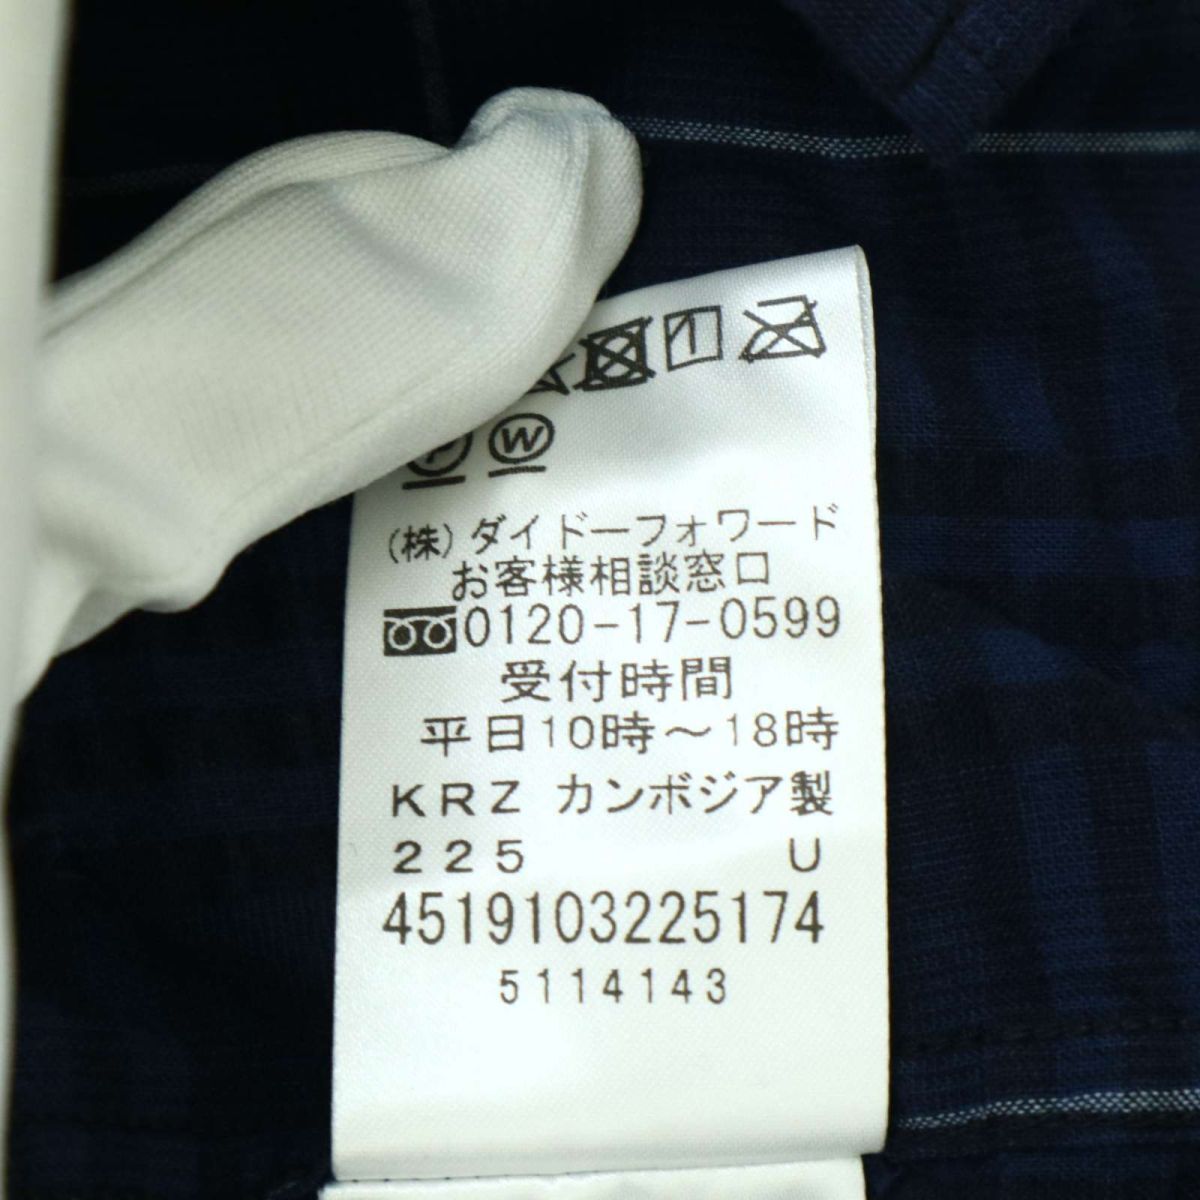 W
(株)ダイドーフォワード
お客様相談窓口
0120-17-0599
受付時間
平日10時～18時
KRZ カンボジア製
225 U
4519103225174
5114143